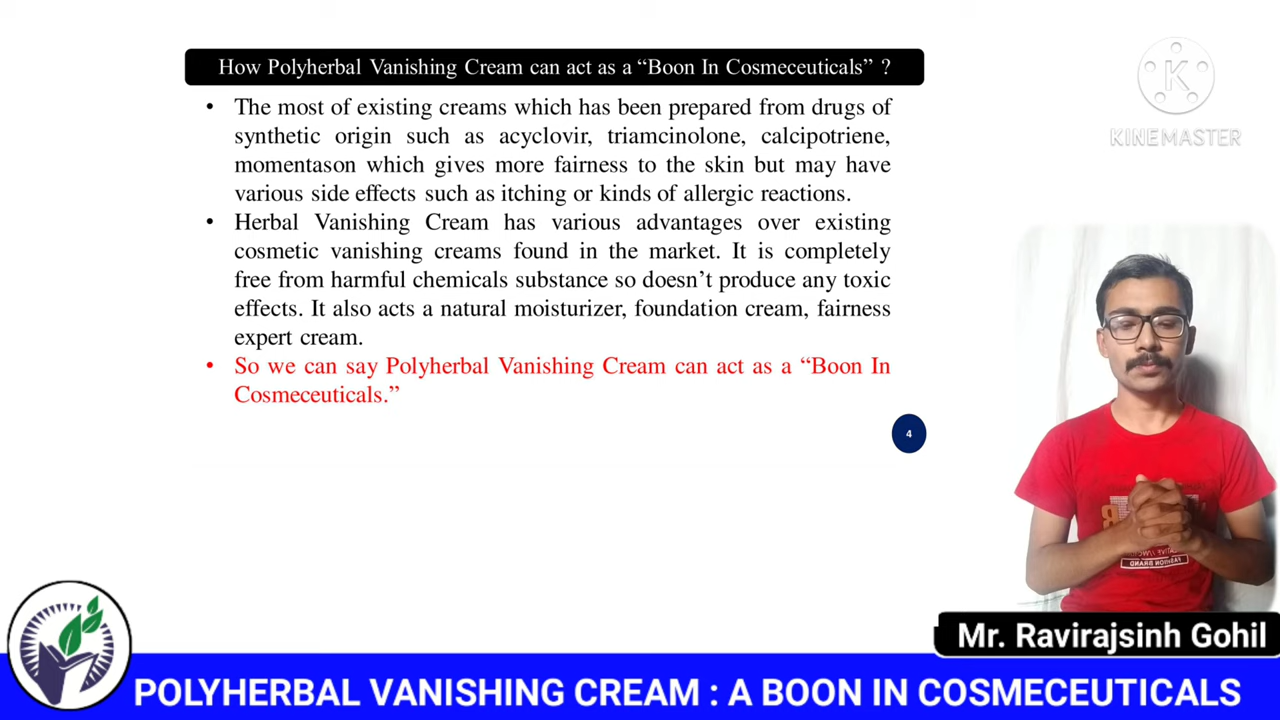 How Polyherbal Vanishing Cream can act as a “Boon In Cosmeceuticals” ?
• The most of existing creams which has been prepared from drugs of
synthetic origin such as acyclovir, triamcinolone, calcipotriene,
momentason which gives more fairness to the skin but may have
various side effects such as itching or kinds of allergic reactions.
• Herbal Vanishing Cream has various advantages over existing
cosmetic vanishing creams found in the market. It is completely
free from harmful chemicals substance so doesn’t produce any toxic
effects. It also acts a natural moisturizer, foundation cream, fairness
expert cream.
• So we can say Polyherbal Vanishing Cream can act as a “Boon In
Cosmeceuticals.”
4
K
KINEMASTER
FASHION BRAND
Mr. Ravirajsinh Gohil
POLYHERBAL VANISHING CREAM : A BOON IN COSMECEUTICALS